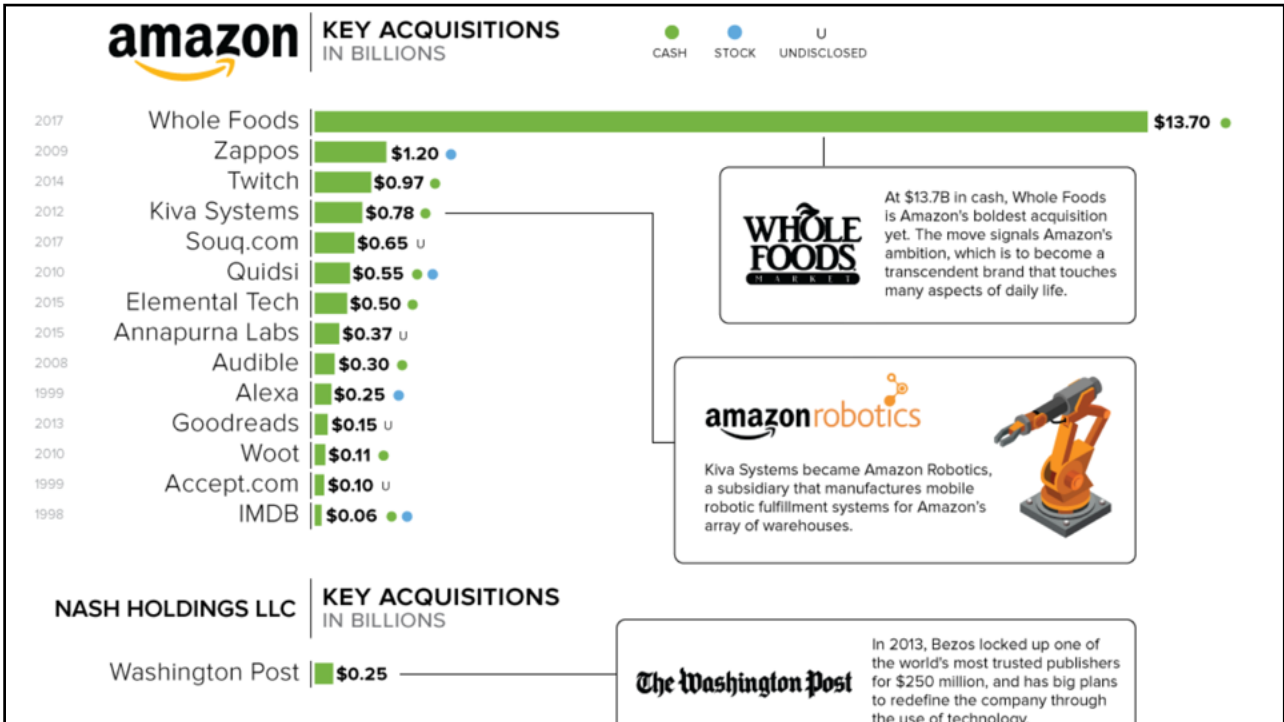 amazon
KEY ACQUISITIONS
IN BILLIONS
CASH
STOCK
U
UNDISCLOSED
2017 Whole Foods $13.70
2009 Zappos $1.20
2014 Twitch $0.97
2012 Kiva Systems $0.78
2017 Souq.com $0.65 U
2010 Quidsi $0.55
2015 Elemental Tech $0.50
2015 Annapurna Labs $0.37 U
2008 Audible $0.30
1999 Alexa $0.25
2013 Goodreads $0.15 U
2010 Woot $0.11
1999 Accept.com $0.10 U
1998 IMDB $0.06
WHOLE
FOODS
MARKET
At $13.7B in cash, Whole Foods
is Amazon's boldest acquisition
yet. The move signals Amazon's
ambition, which is to become a
transcendent brand that touches
many aspects of daily life.
amazonrobotics
Kiva Systems became Amazon Robotics,
a subsidiary that manufactures mobile
robotic fulfillment systems for Amazon's
array of warehouses.
NASH HOLDINGS LLC
KEY ACQUISITIONS
IN BILLIONS
Washington Post $0.25
The Washington Post
In 2013, Bezos locked up one of
the world's most trusted publishers
for $250 million, and has big plans
to redefine the company through
the use of technology.